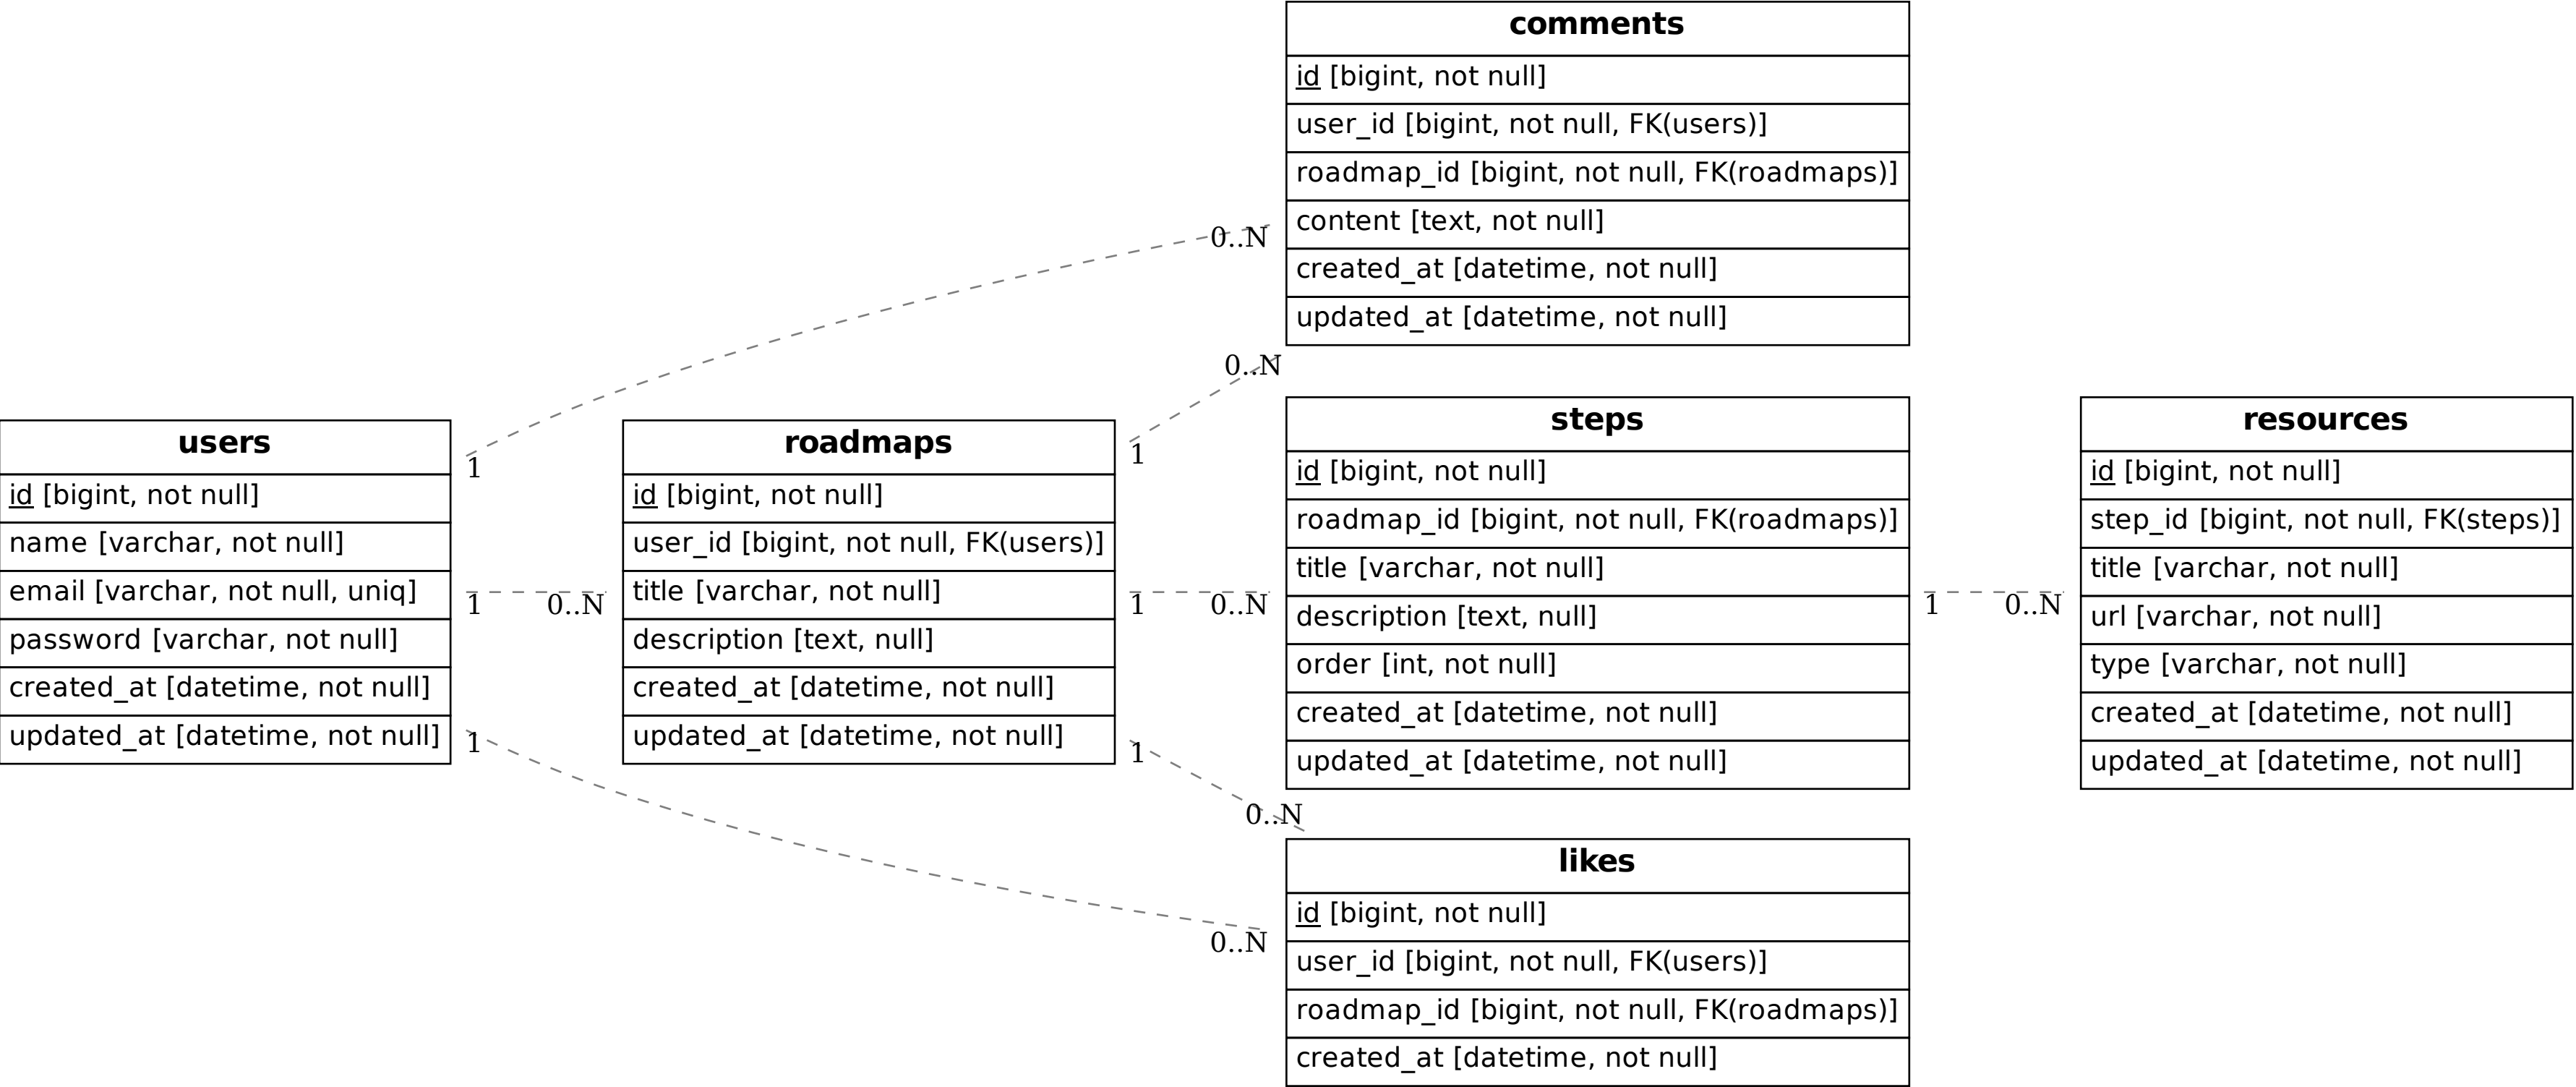 comments
id [bigint, not null]
user_id [bigint, not null, FK(users)]
roadmap_id [bigint, not null, FK(roadmaps)]
content [text, not null]
created_at [datetime, not null]
updated_at [datetime, not null]
0..N
0..N
1
1
users
id [bigint, not null]
name [varchar, not null]
email [varchar, not null, uniq]
password [varchar, not null]
created_at [datetime, not null]
updated_at [datetime, not null]
1
0..N
1
roadmaps
id [bigint, not null]
user_id [bigint, not null, FK(users)]
title [varchar, not null]
description [text, null]
created_at [datetime, not null]
updated_at [datetime, not null]
1
0..N
1
0..N
steps
id [bigint, not null]
roadmap_id [bigint, not null, FK(roadmaps)]
title [varchar, not null]
description [text, null]
order [int, not null]
created_at [datetime, not null]
updated_at [datetime, not null]
1
0..N
resources
id [bigint, not null]
step_id [bigint, not null, FK(steps)]
title [varchar, not null]
url [varchar, not null]
type [varchar, not null]
created_at [datetime, not null]
updated_at [datetime, not null]
likes
id [bigint, not null]
user_id [bigint, not null, FK(users)]
roadmap_id [bigint, not null, FK(roadmaps)]
created_at [datetime, not null]
0..N